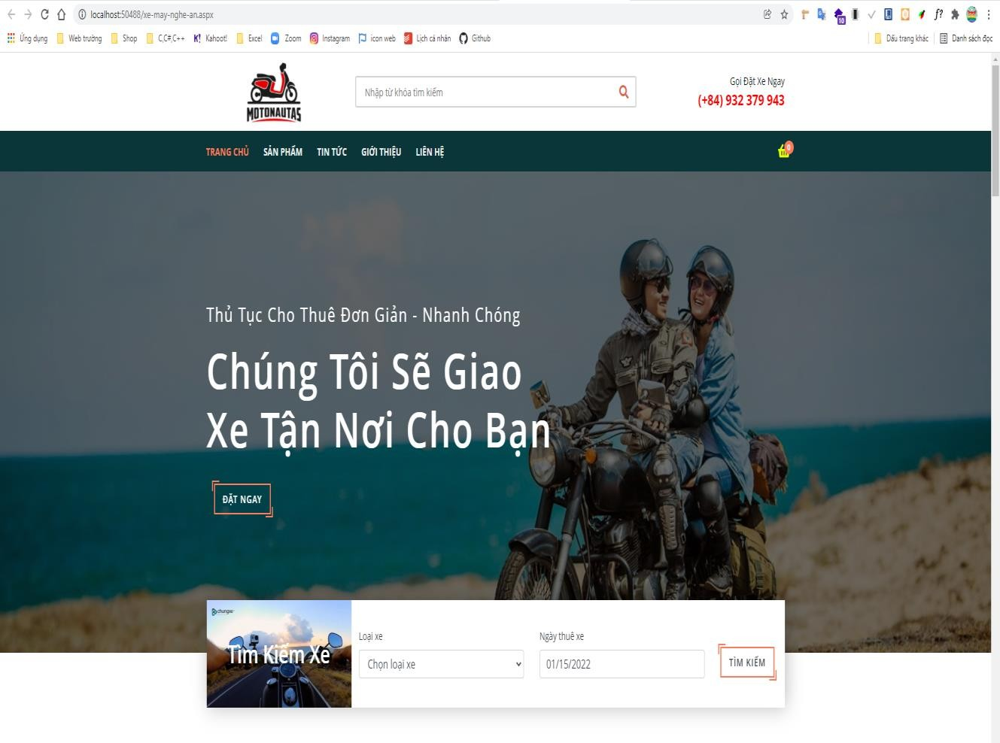 localhost:50488/xe-may-nghe-an.aspx
10
f?
Ứng dụng Web trường Shop C,C#,C++ K! Kahoot! Excel Zoom Instagram icon web Lịch cá nhân Github Dấu trang khác Danh sách đọc
MOTONAUTAS
Nhập từ khóa tìm kiếm
Gọi Đặt Xe Ngay
(+84) 932 379 943
TRANG CHỦ SẢN PHẨM TIN TỨC GIỚI THIỆU LIÊN HỆ
0
Thủ Tục Cho Thuê Đơn Giản - Nhanh Chóng
Chúng Tôi Sẽ Giao
Xe Tận Nơi Cho Bạn
ĐẶT NGAY
chungxe
Tìm Kiếm Xe
Loại xe
Chọn loại xe
Ngày thuê xe
01/15/2022
TÌM KIẾM